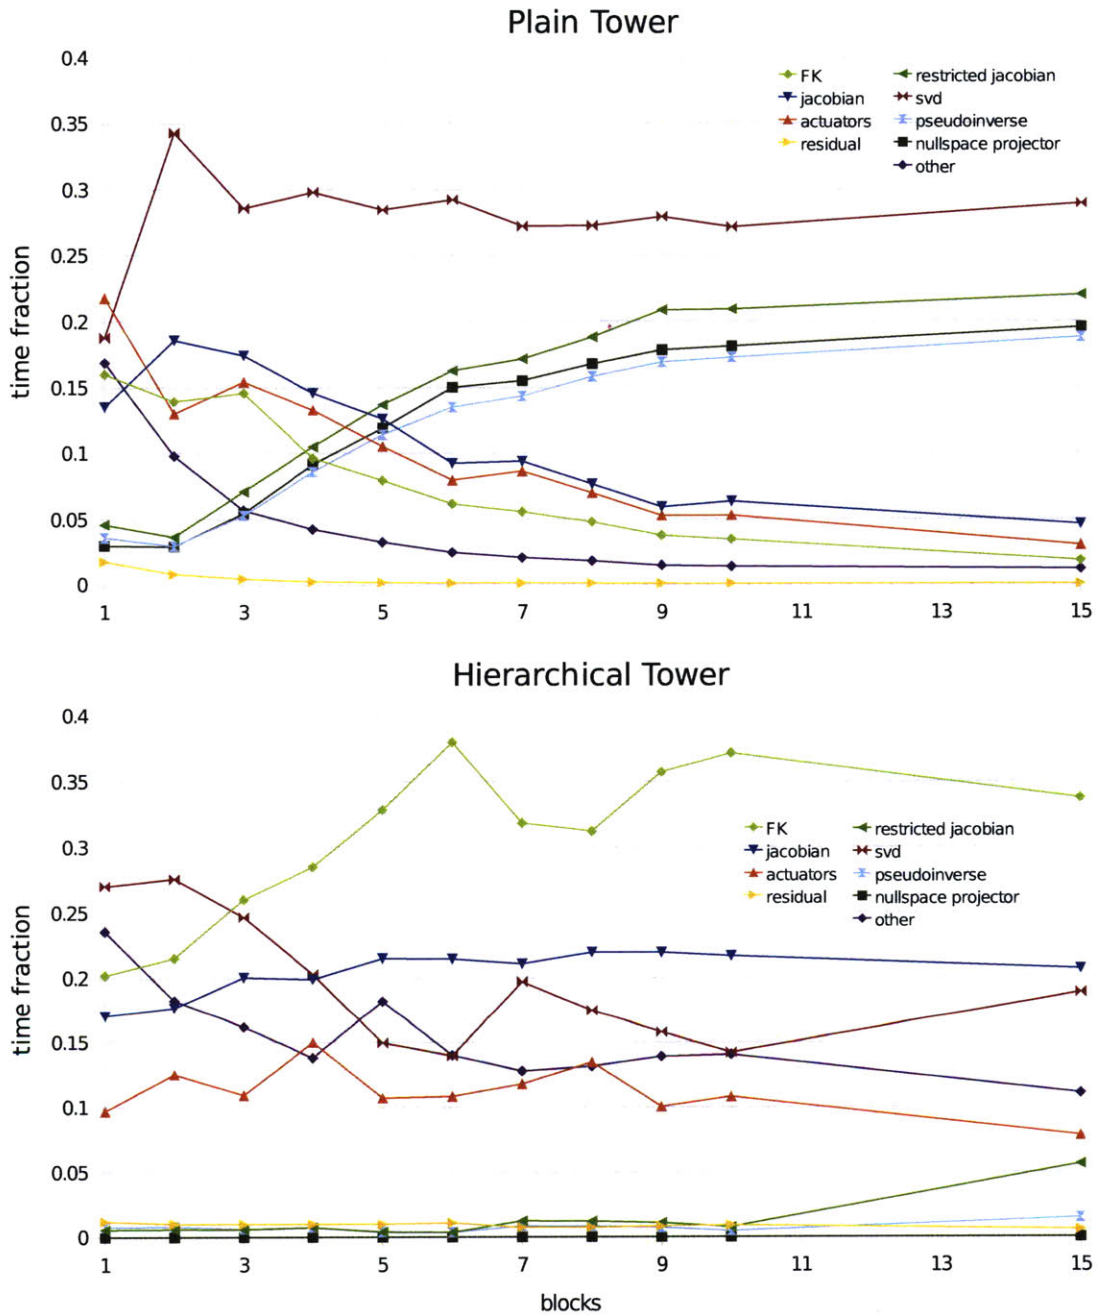 Plain Tower
0.4
0.35
0.3
0.25
0.2
0.15
0.1
0.05
0
time fraction
FK
jacobian
actuators
residual
restricted jacobian
svd
pseudoinverse
nullspace projector
other
1 3 5 7 9 11 13 15
Hierarchical Tower
0.4
0.35
0.3
0.25
0.2
0.15
0.1
0.05
0
time fraction
FK
jacobian
actuators
residual
restricted jacobian
svd
pseudoinverse
nullspace projector
other
1 3 5 7 9 11 13 15
blocks